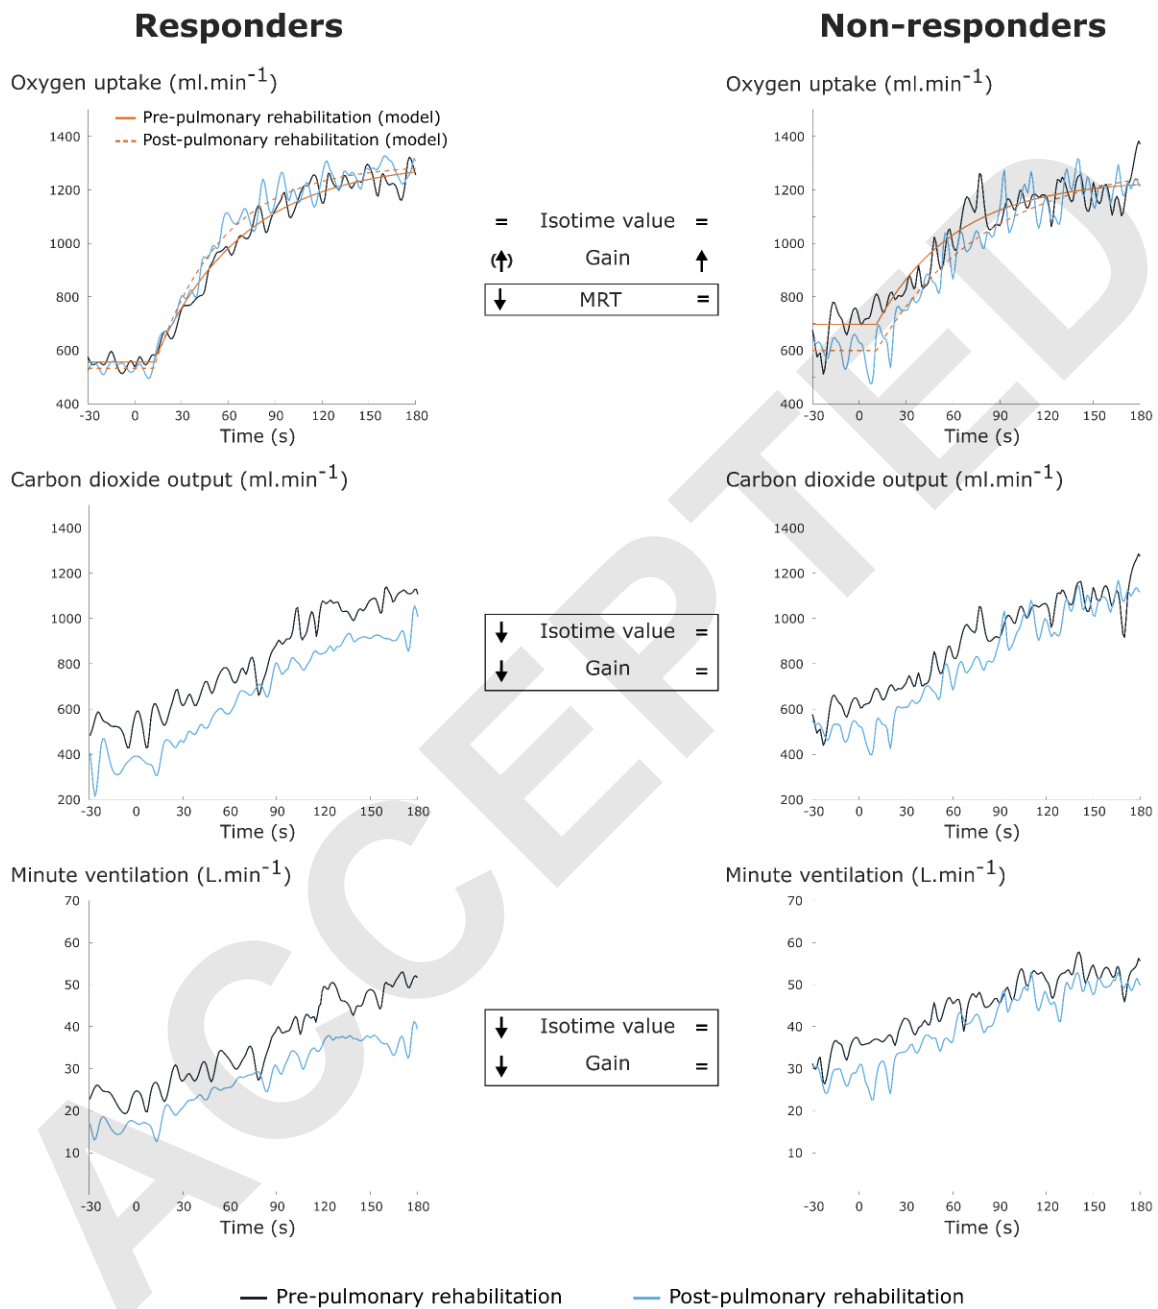 Responders Non-responders
Oxygen uptake (ml.min⁻¹) Oxygen uptake (ml.min⁻¹)
1400 Pre-pulmonary rehabilitation (model) 1400
Post-pulmonary rehabilitation (model)
1200 1200
= Isotime value =
1000 (↑) Gain ↑ 1000
800 ↓ MRT = 800
600 600
400 400
-30 0 30 60 90 120 150 180 -30 0 30 60 90 120 150 180
Time (s) Time (s)
Carbon dioxide output (ml.min⁻¹) Carbon dioxide output (ml.min⁻¹)
1400 1400
1200 1200
1000 1000
↓ Isotime value =
800 ↓ Gain = 800
600 600
400 400
200 200
-30 0 30 60 90 120 150 180 -30 0 30 60 90 120 150 180
Time (s) Time (s)
Minute ventilation (L.min⁻¹) Minute ventilation (L.min⁻¹)
70 70
60 60
50 50
40 ↓ Isotime value = 40
30 ↓ Gain = 30
20 20
10 10
-30 0 30 60 90 120 150 180 -30 0 30 60 90 120 150 180
Time (s) Time (s)
Pre-pulmonary rehabilitation Post-pulmonary rehabilitation
ACCEPTED